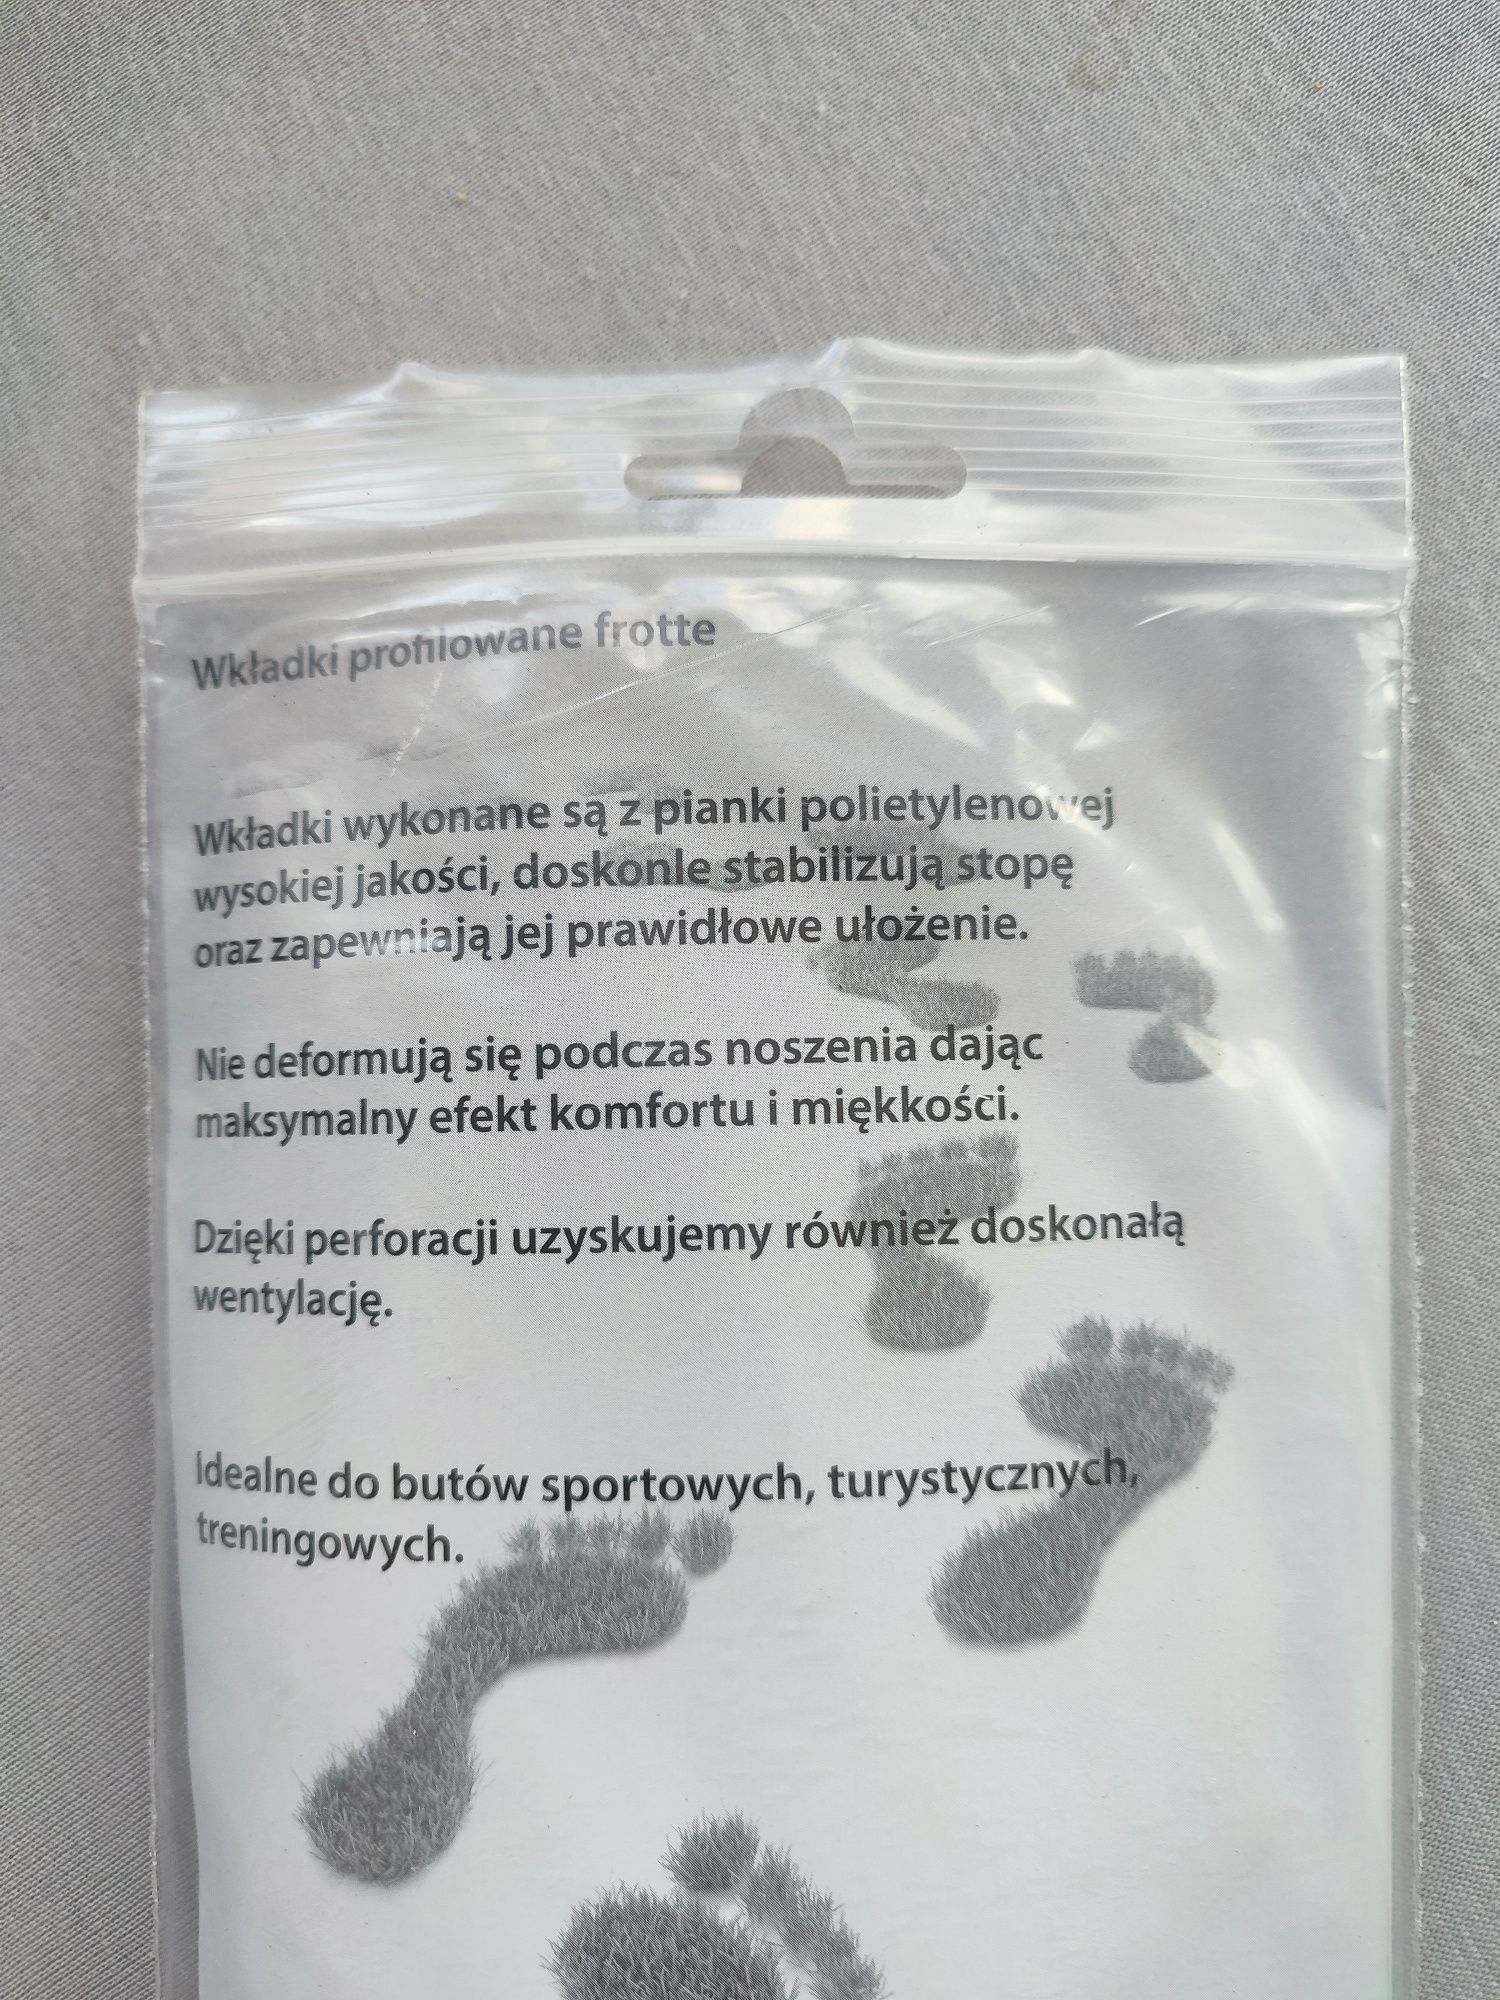 Wkładki profilowane frotte
Wkładki wykonane są z pianki polietylenowej
wysokiej jakości, doskonle stabilizują stopę
oraz zapewniają jej prawidłowe ułożenie.
Nie deformują się podczas noszenia dając
maksymalny efekt komfortu i miękkości.
Dzięki perforacji uzyskujemy również doskonałą
wentylację.
Idealne do butów sportowych, turystycznych,
treningowych.